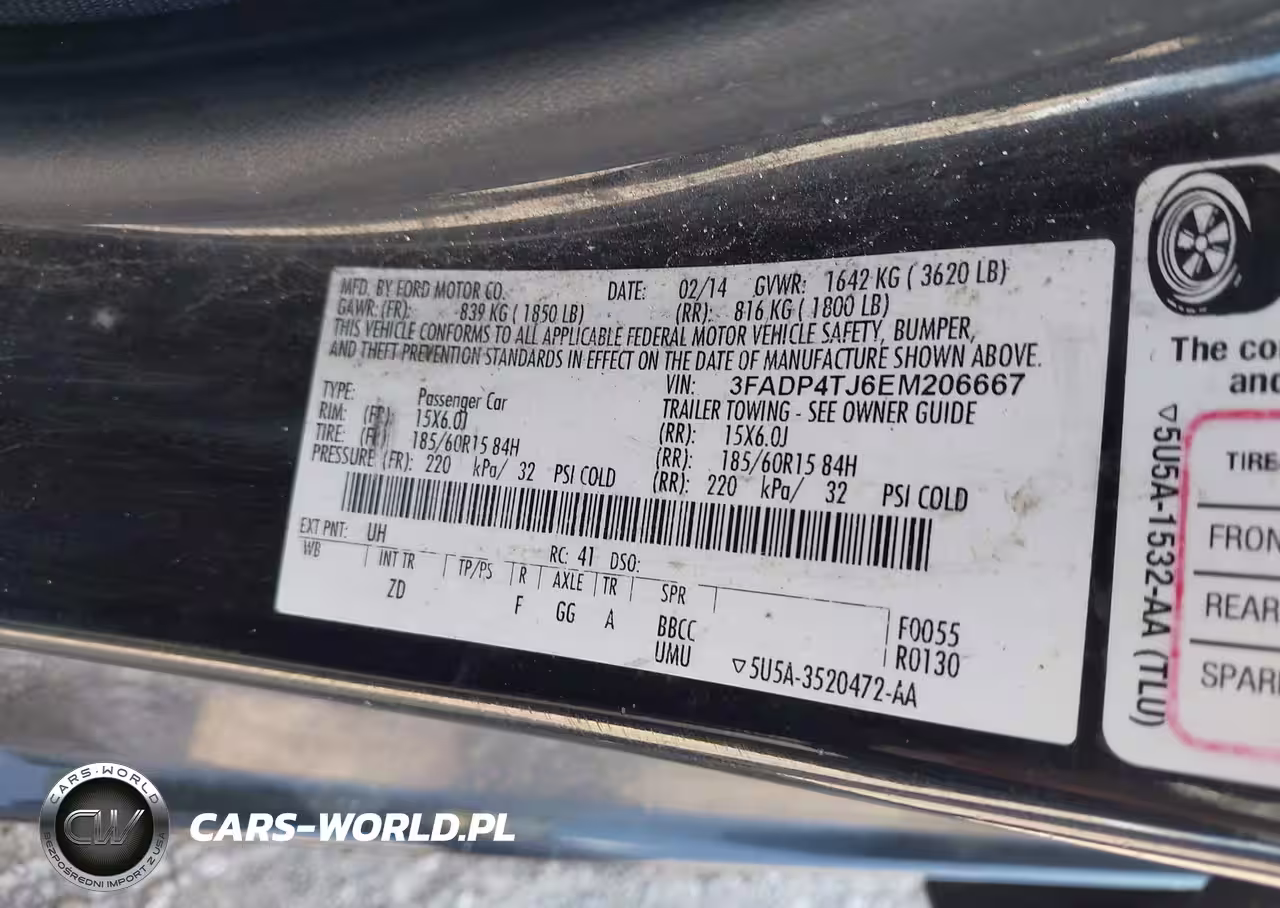 MFD. BY FORD MOTOR CO. DATE: 02/14 GVWR: 1642 KG ( 3620 LB)
GAWR: (FR): 839 KG ( 1850 LB) (RR): 816 KG ( 1800 LB)
THIS VEHICLE CONFORMS TO ALL APPLICABLE FEDERAL MOTOR VEHICLE SAFETY, BUMPER,
AND THEFT PREVENTION STANDARDS IN EFFECT ON THE DATE OF MANUFACTURE SHOWN ABOVE.
VIN: 3FADP4TJ6EM206667
TYPE: Passenger Car TRAILER TOWING - SEE OWNER GUIDE
RIM: (FR) 15X6.0J (RR): 15X6.0J
TIRE: (FR) 185/60R15 84H (RR): 185/60R15 84H
PRESSURE (FR): 220 kPa/ 32 PSI COLD (RR): 220 kPa/ 32 PSI COLD
EXT PNT: UH RC: 41 DSO:
WB INT TR TP/PS R AXLE TR SPR
ZD F GG A BBCC F0055
UMU R0130
▽5U5A-3520472-AA
The co
and
TIRE
FRON
REAR
SPAR
▽5U5A-1532-AA (TLU)
CARS-WORLD
CW
BEZPOŚREDNI IMPORT Z USA
CARS-WORLD.PL